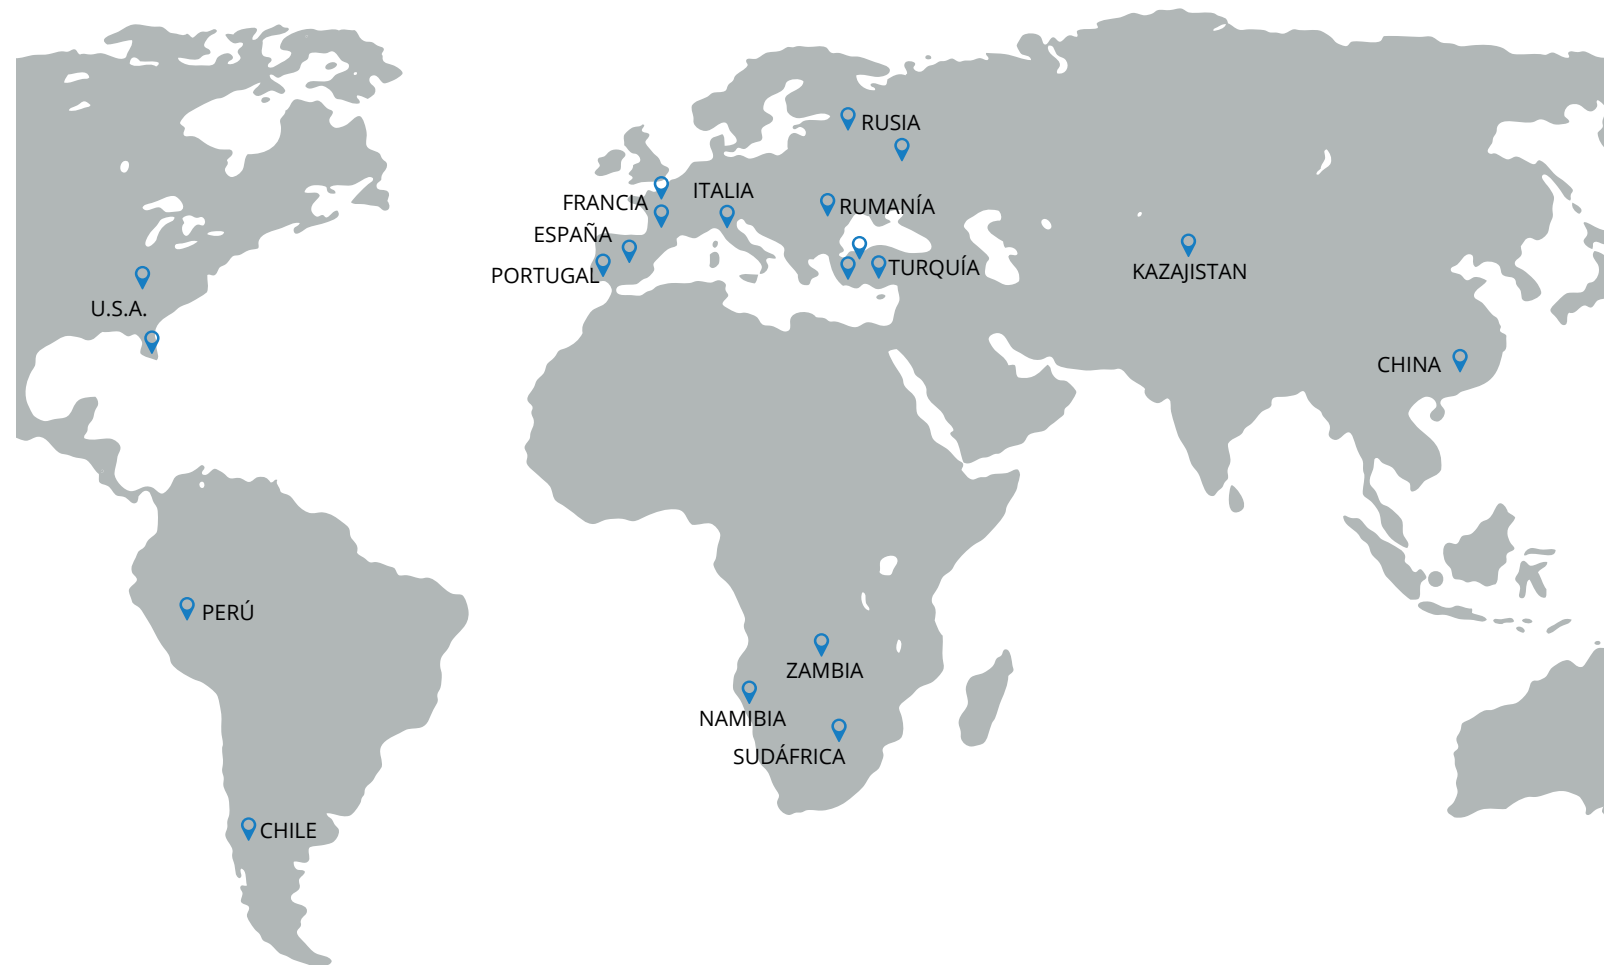 RUSIA
ITALIA
FRANCIA
RUMANÍA
ESPAÑA
TURQUÍA
KAZAJISTAN
PORTUGAL
U.S.A.
CHINA
PERÚ
ZAMBIA
NAMIBIA
SUDÁFRICA
CHILE